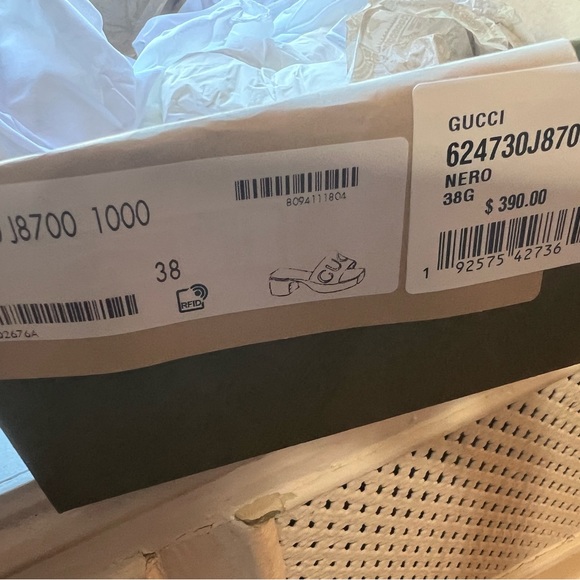 J8700 1000
8094111804
38
RFID
GUCCI
624730J870
NERO
38G $ 390.00
1 92575 42736